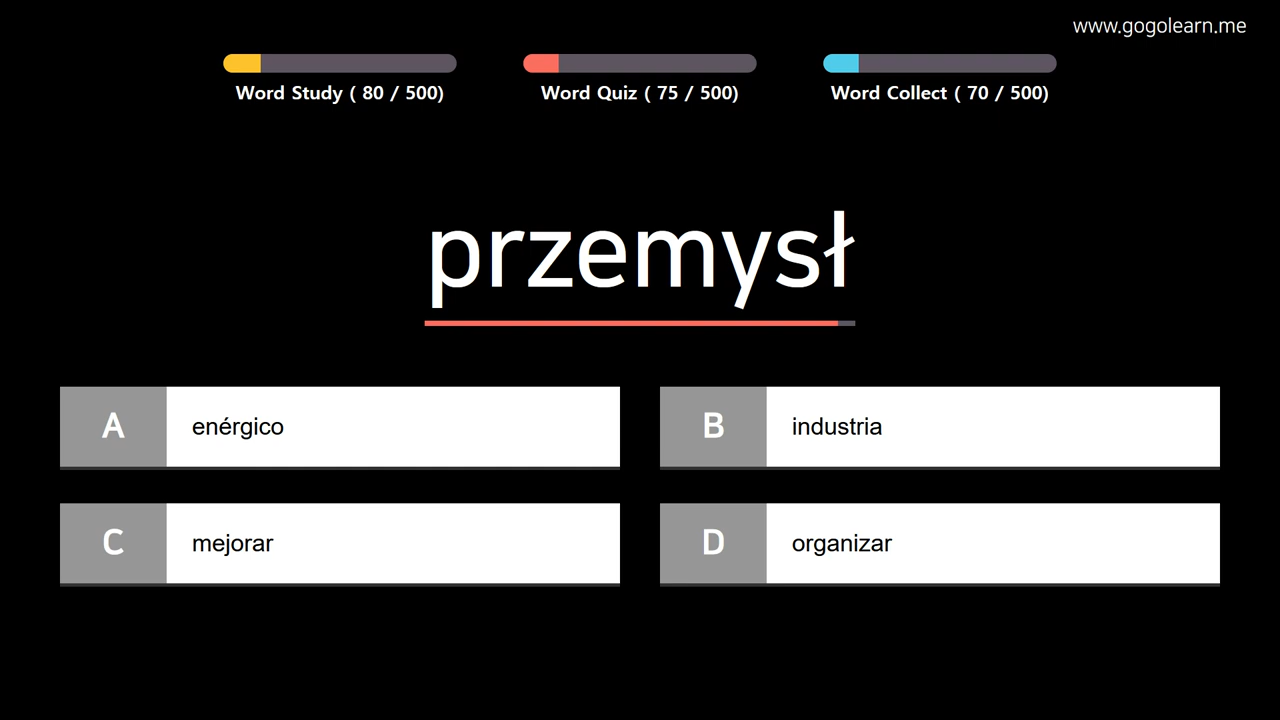 www.gogolearn.me
Word Study ( 80 / 500)
Word Quiz ( 75 / 500)
Word Collect ( 70 / 500)
przemysł
A enérgico
B industria
C mejorar
D organizar